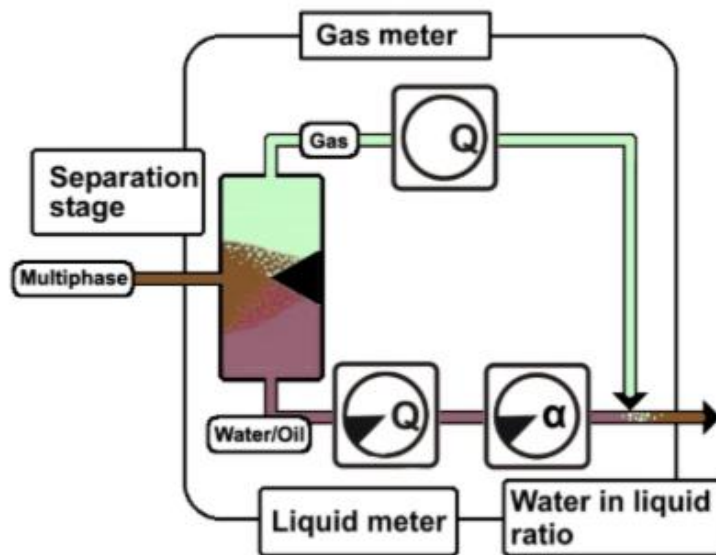 Gas meter
Gas
Q
Separation
stage
Multiphase
Water/Oil
Q
α
Liquid meter
Water in liquid
ratio